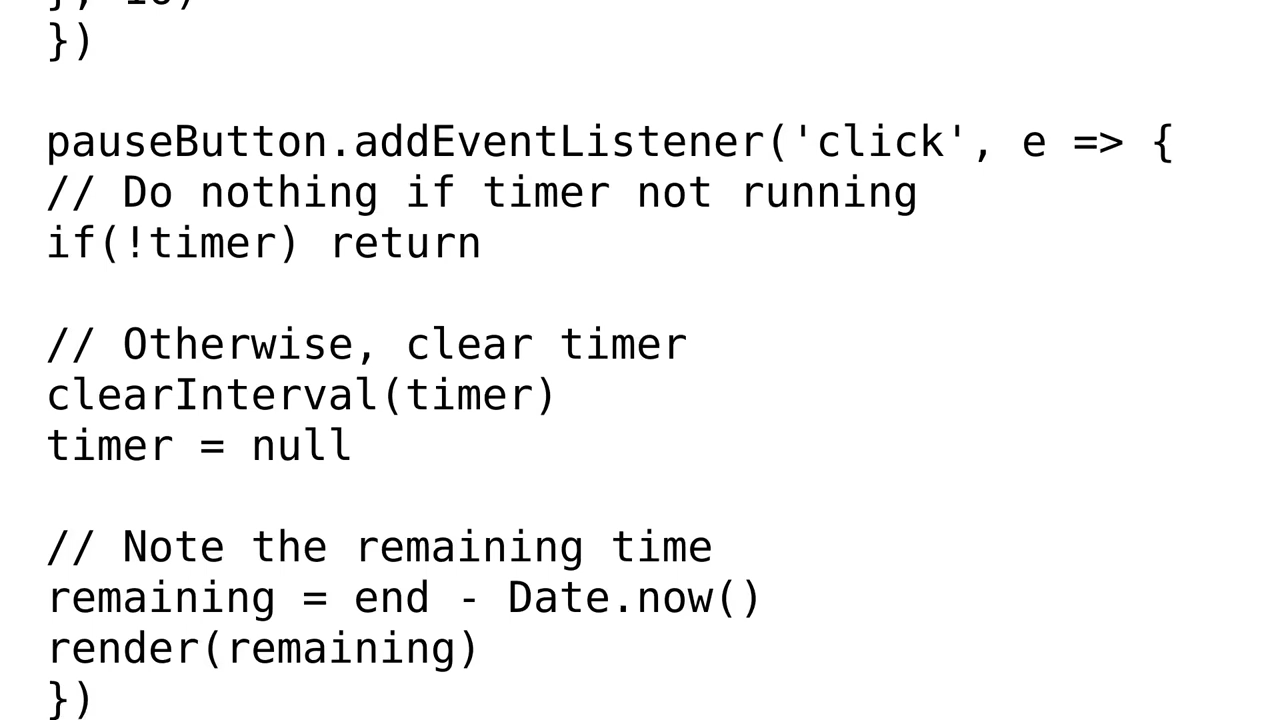 })

pauseButton.addEventListener('click', e => {
// Do nothing if timer not running
if(!timer) return

// Otherwise, clear timer
clearInterval(timer)
timer = null

// Note the remaining time
remaining = end - Date.now()
render(remaining)
})